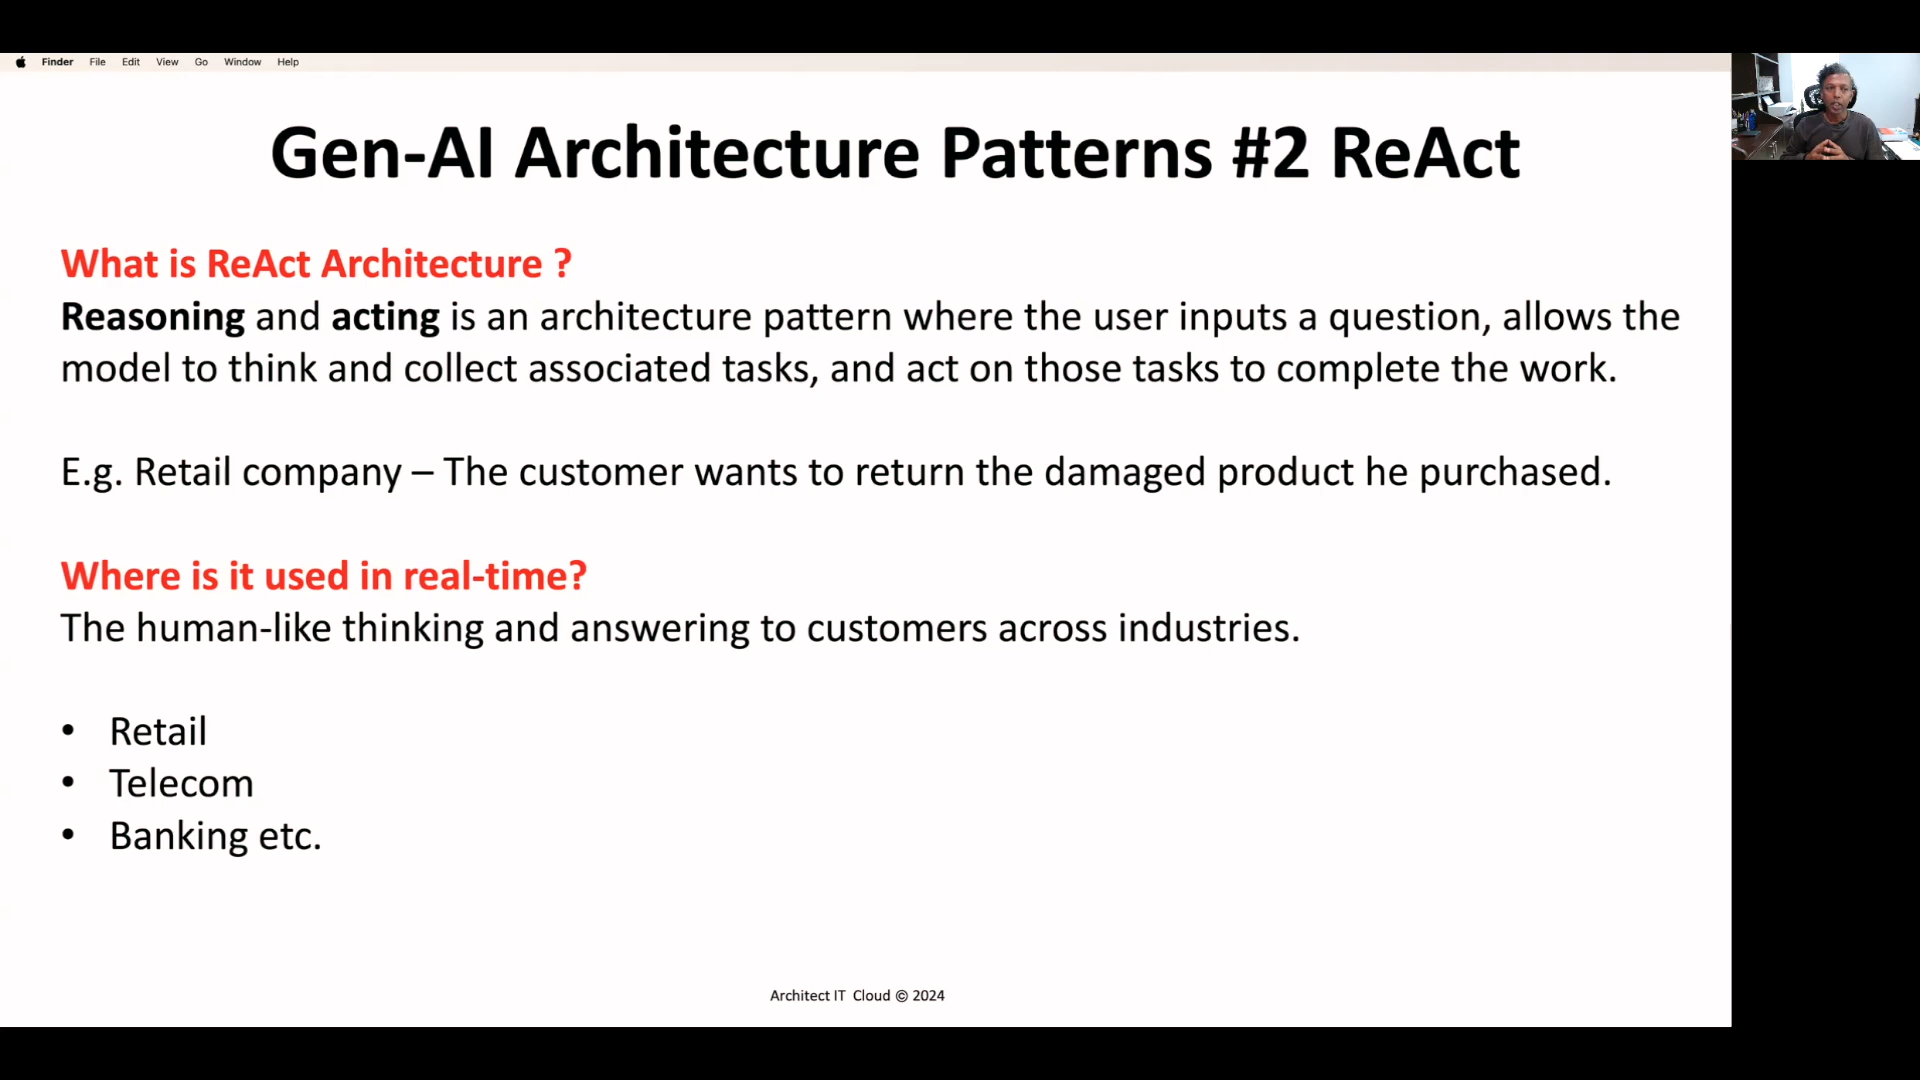 Finder File Edit View Go Window Help
Gen-AI Architecture Patterns #2 ReAct
What is ReAct Architecture ?
Reasoning and acting is an architecture pattern where the user inputs a question, allows the
model to think and collect associated tasks, and act on those tasks to complete the work.
E.g. Retail company – The customer wants to return the damaged product he purchased.
Where is it used in real-time?
The human-like thinking and answering to customers across industries.
• Retail
• Telecom
• Banking etc.
Architect IT Cloud © 2024